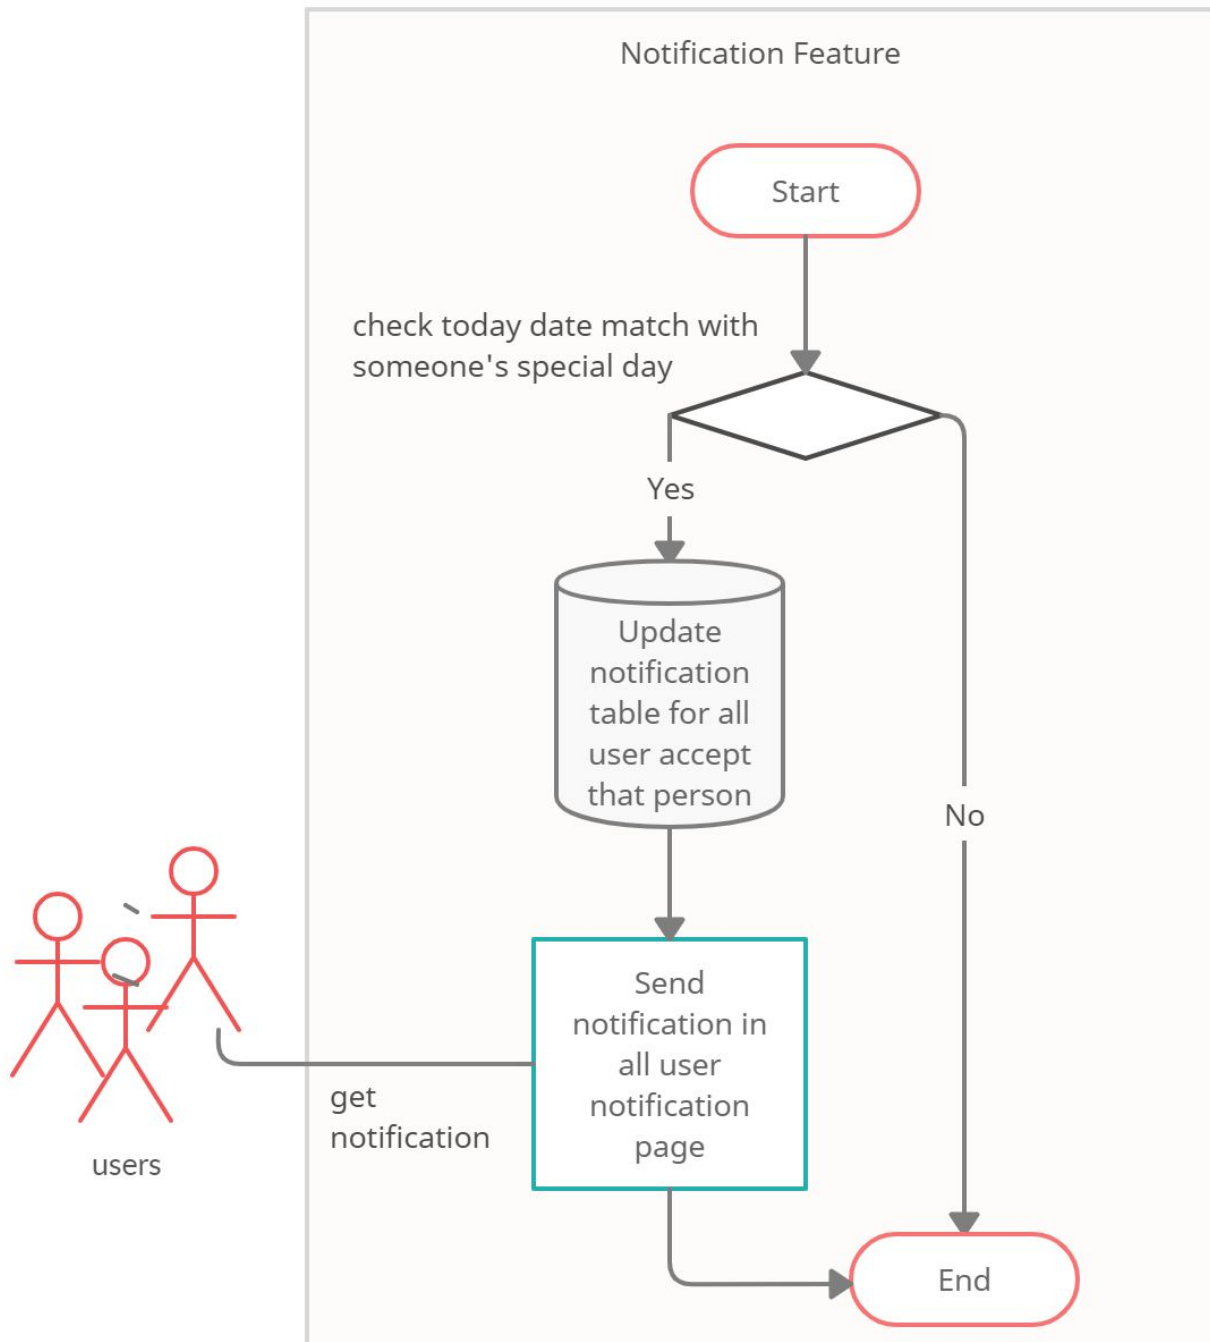 Notification Feature
Start
check today date match with
someone's special day
Yes
Update
notification
table for all
user accept
that person
No
Send
notification in
all user
notification
page
get
notification
users
End